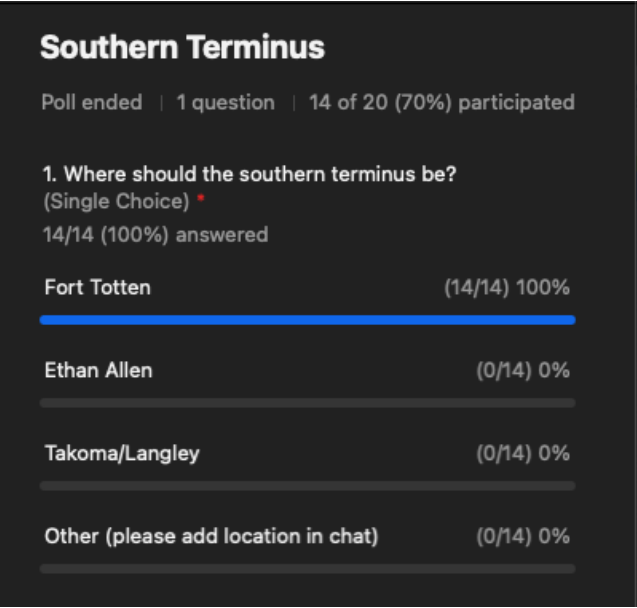 Southern Terminus
Poll ended | 1 question | 14 of 20 (70%) participated
1. Where should the southern terminus be?
(Single Choice) *
14/14 (100%) answered
Fort Totten (14/14) 100%
Ethan Allen (0/14) 0%
Takoma/Langley (0/14) 0%
Other (please add location in chat) (0/14) 0%